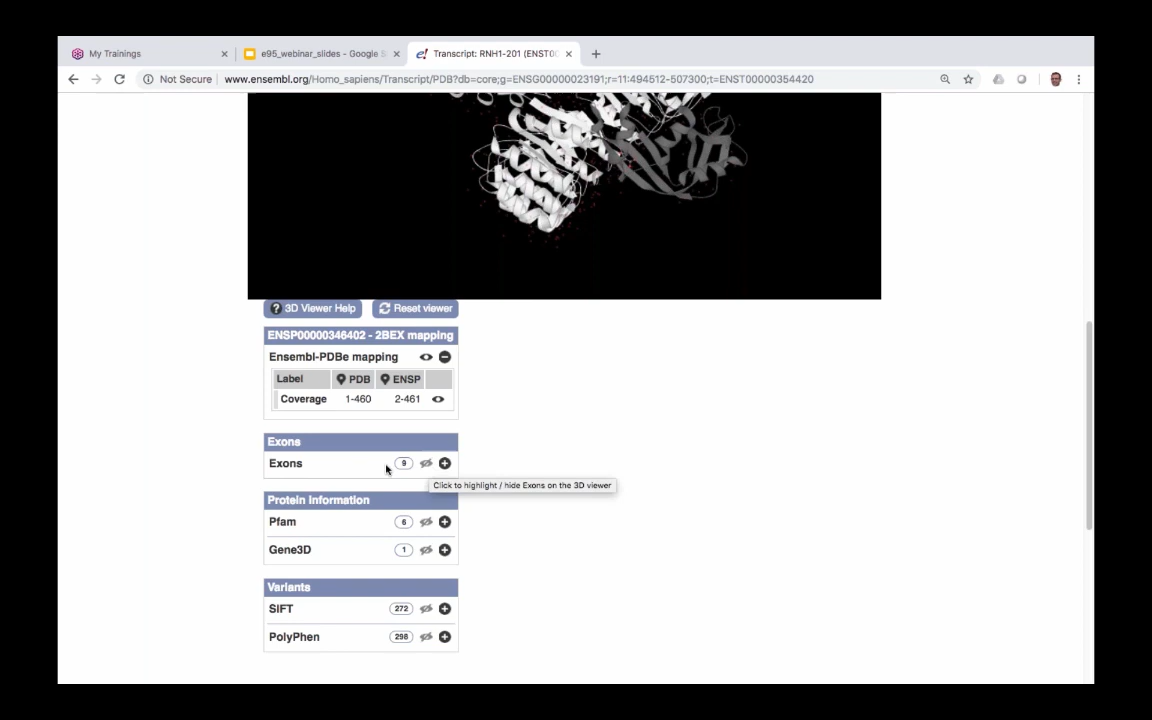 My Trainings
e95_webinar_slides - Google S
Transcript: RNH1-201 (ENST00
Not Secure
www.ensembl.org/Homo_sapiens/Transcript/PDB?db=core;g=ENSG00000023191;r=11:494512-507300;t=ENST00000354420
3D Viewer Help
Reset viewer
ENSP00000346402 - 2BEX mapping
Ensembl-PDBe mapping
Label PDB ENSP
Coverage 1-460 2-461
Exons
Exons 9
Click to highlight / hide Exons on the 3D viewer
Protein Information
Pfam 6
Gene3D 1
Variants
SIFT 272
PolyPhen 298